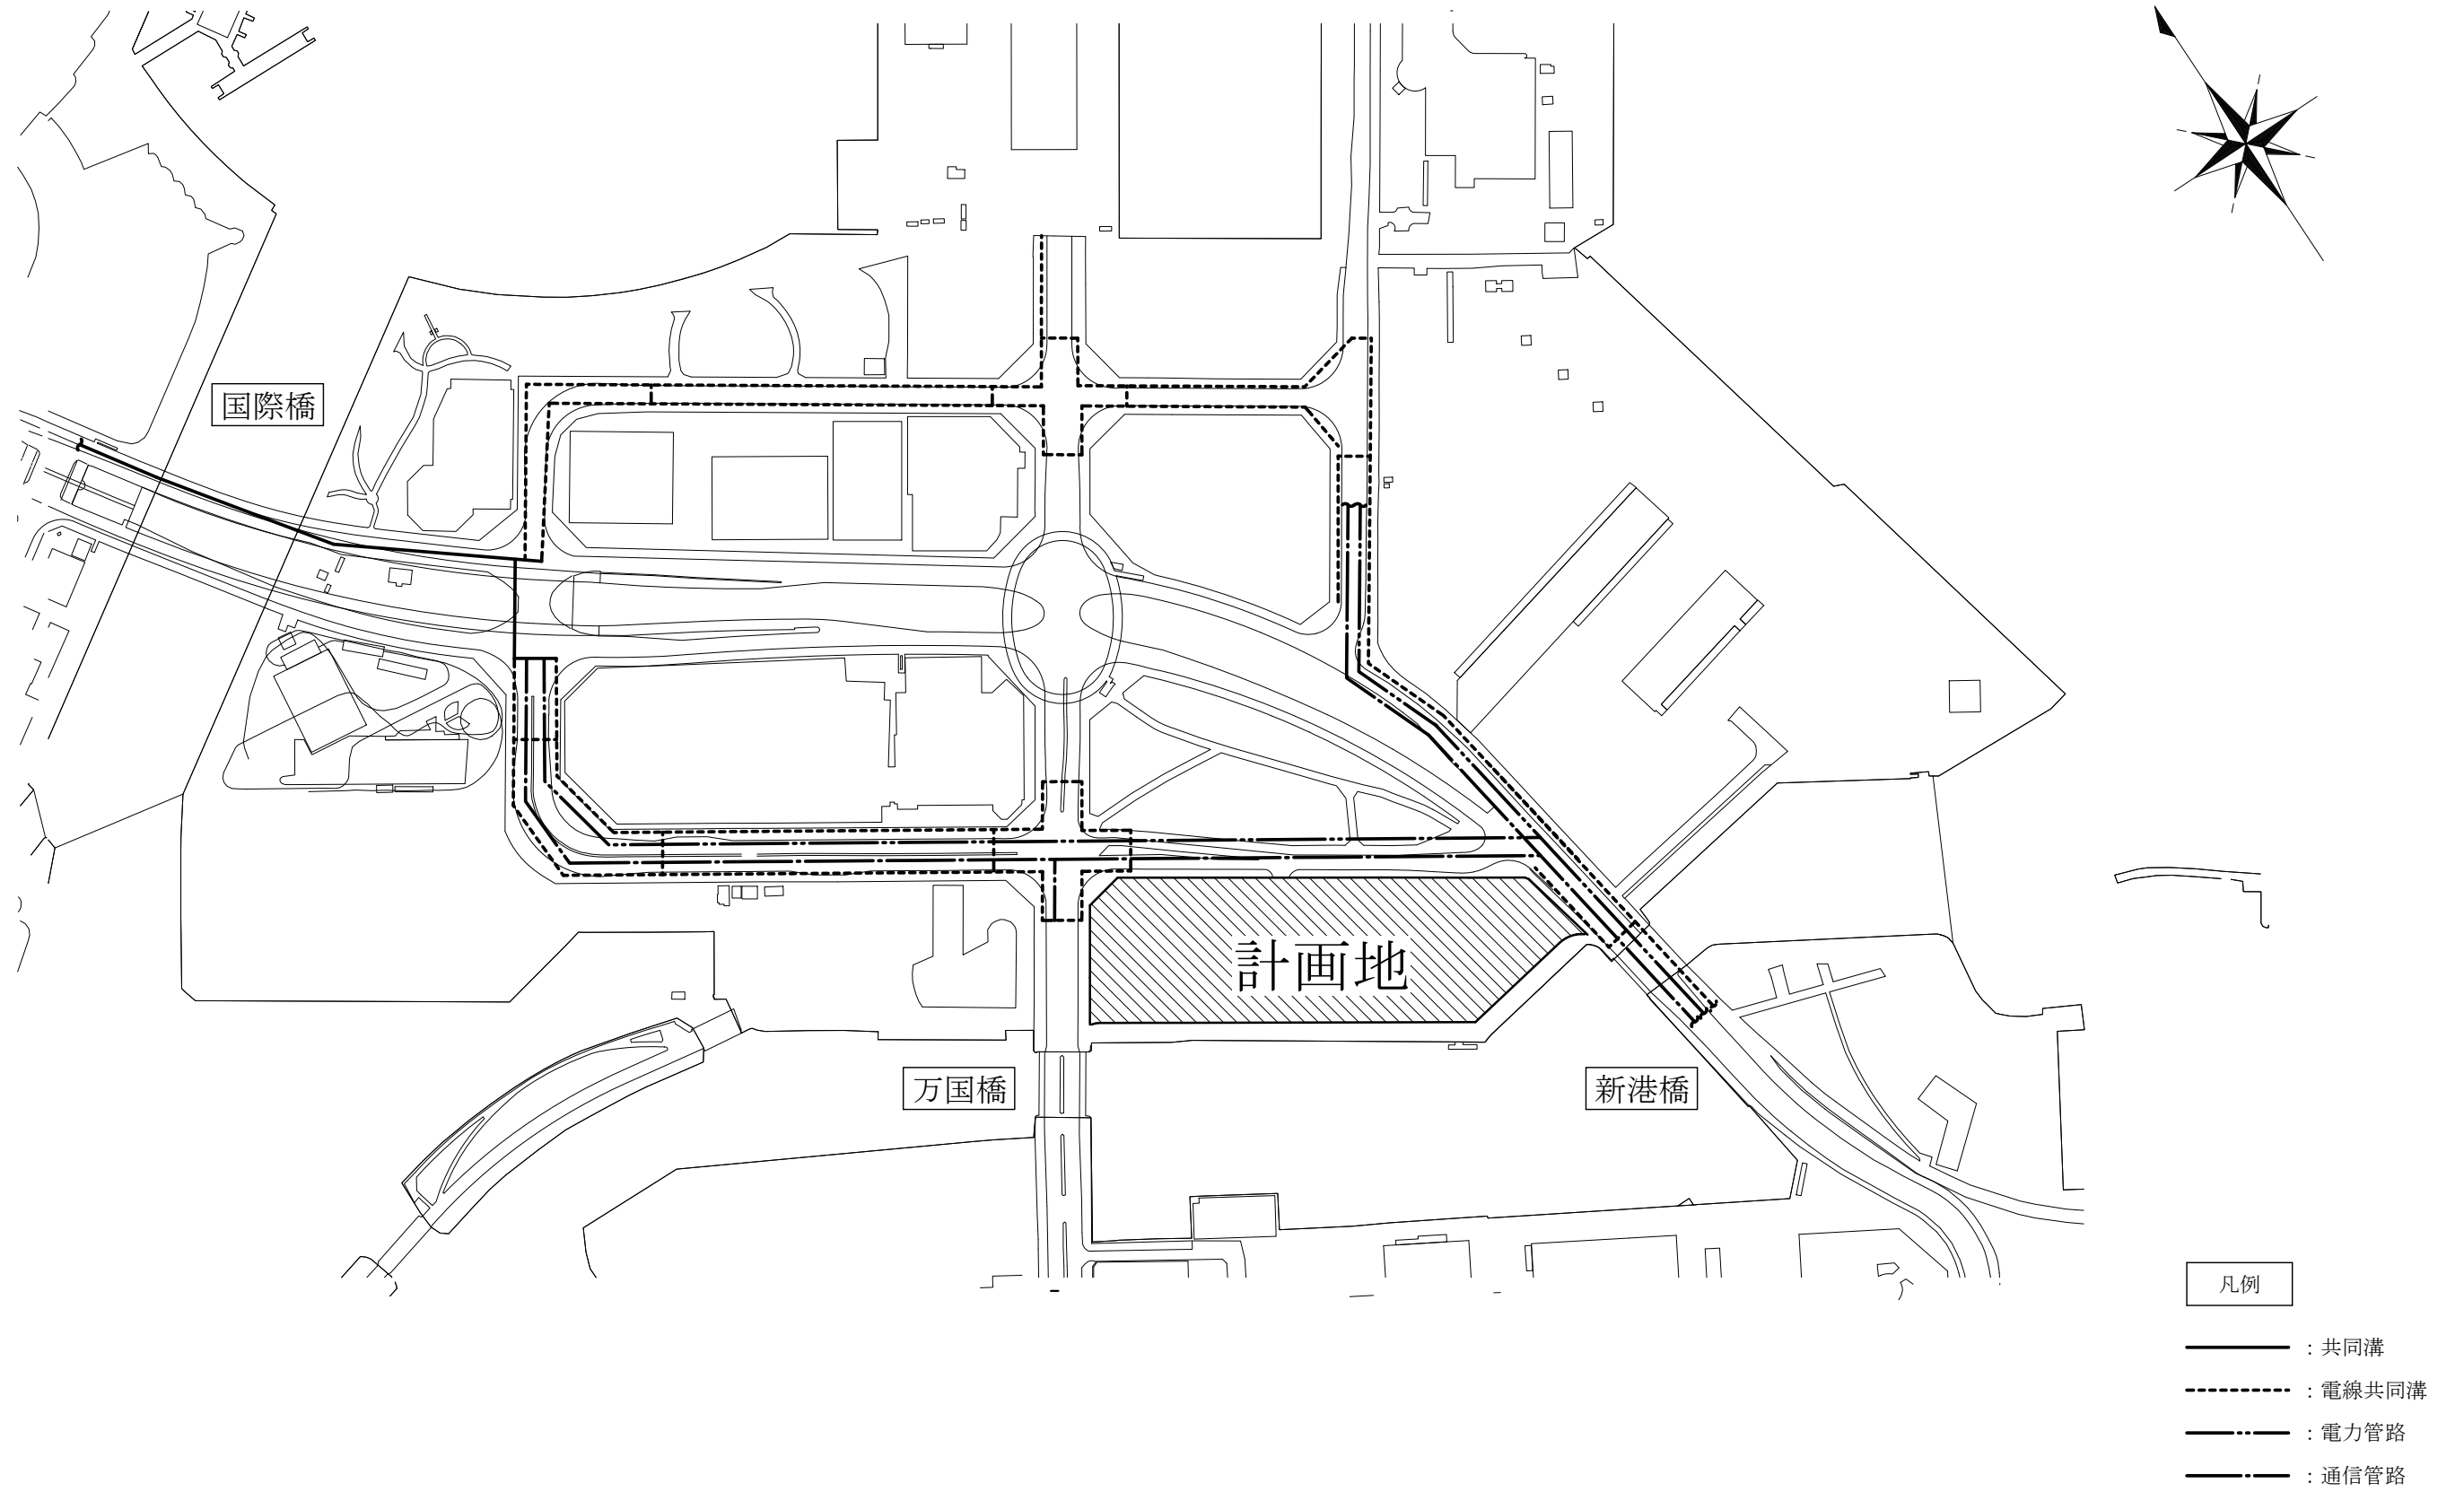 国際橋
計画地
万国橋
新港橋
凡例
：共同溝
：電線共同溝
：電力管路
：通信管路